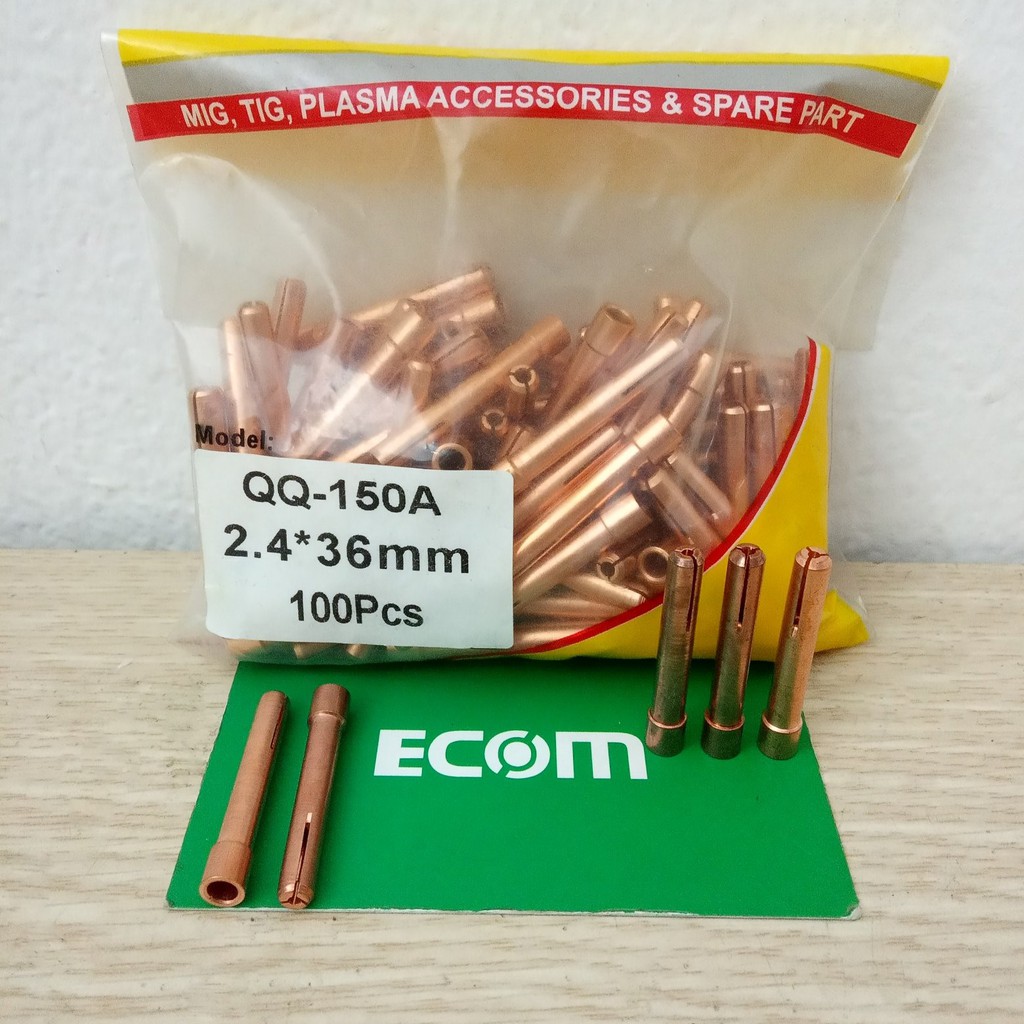 MIG, TIG, PLASMA ACCESSORIES & SPARE PART
Model:
QQ-150A
2.4*36mm
100Pcs
ECOM